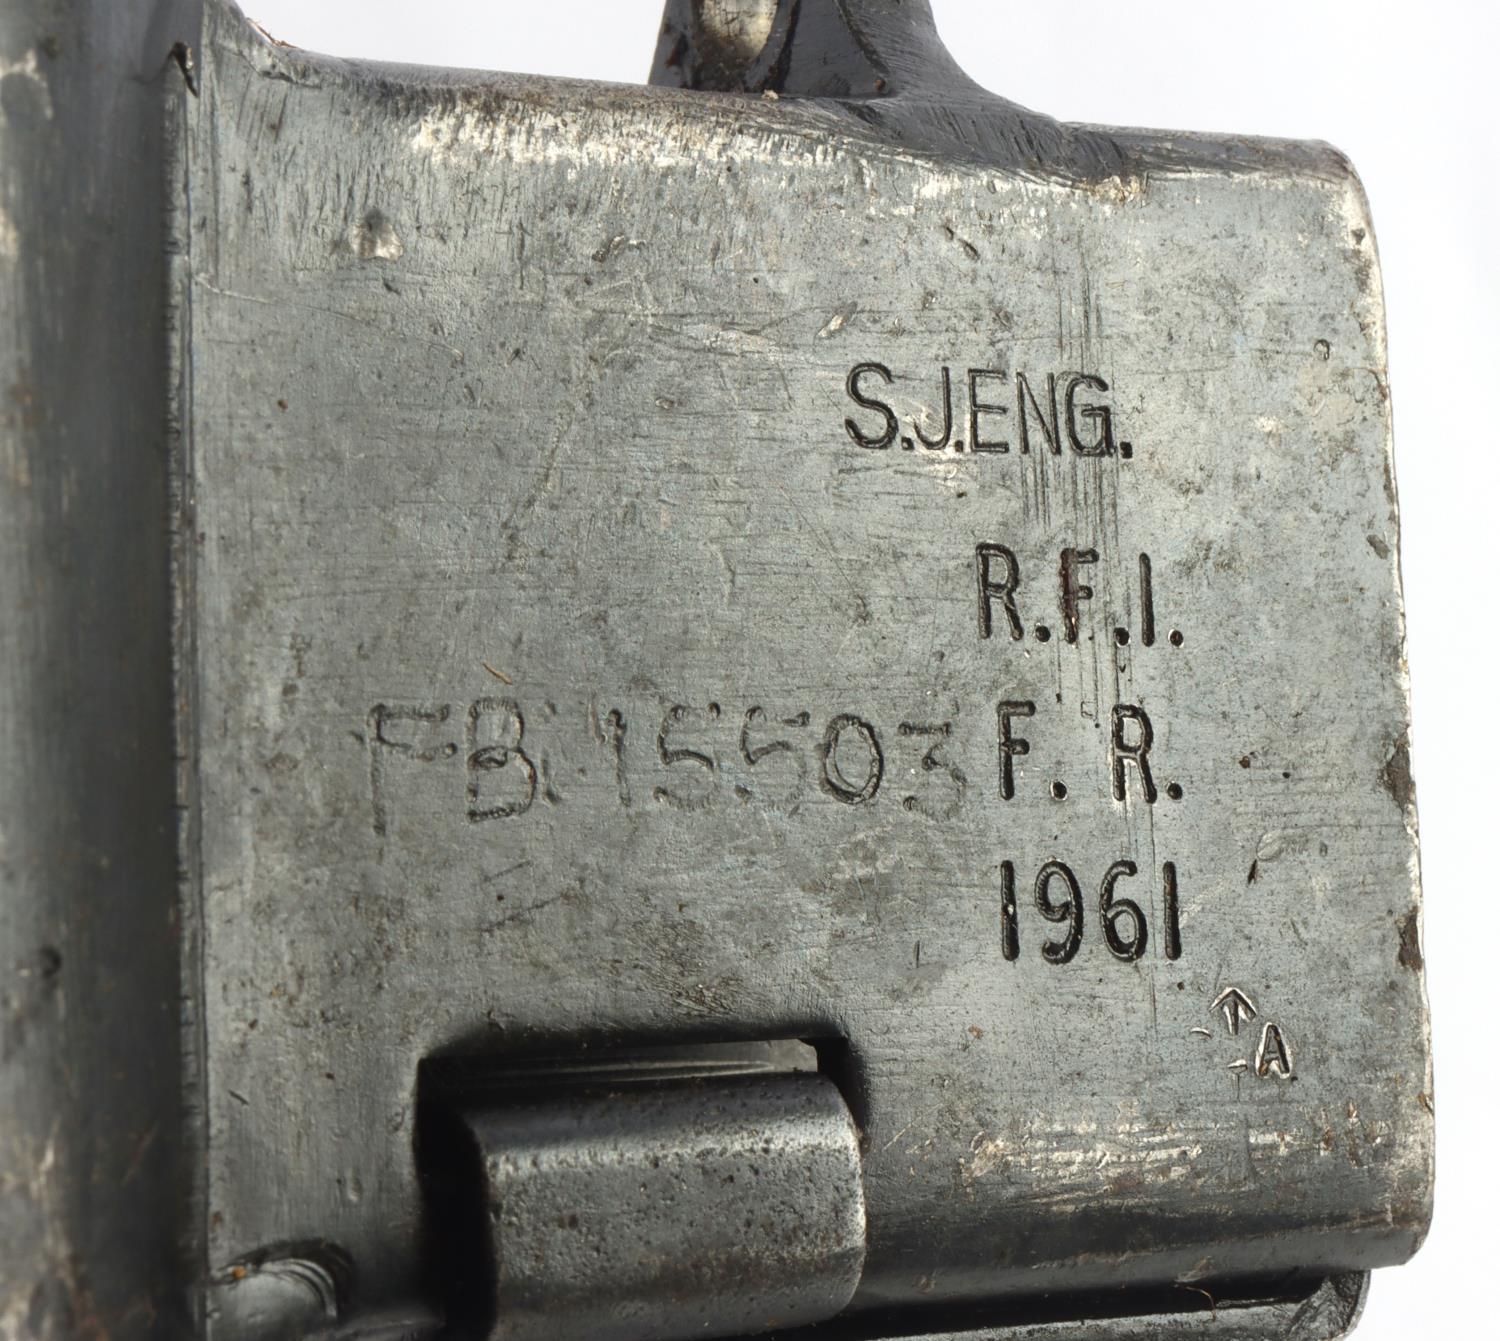 S.J.ENG.
R.F.I.
FB.15503
F. R.
1961
A